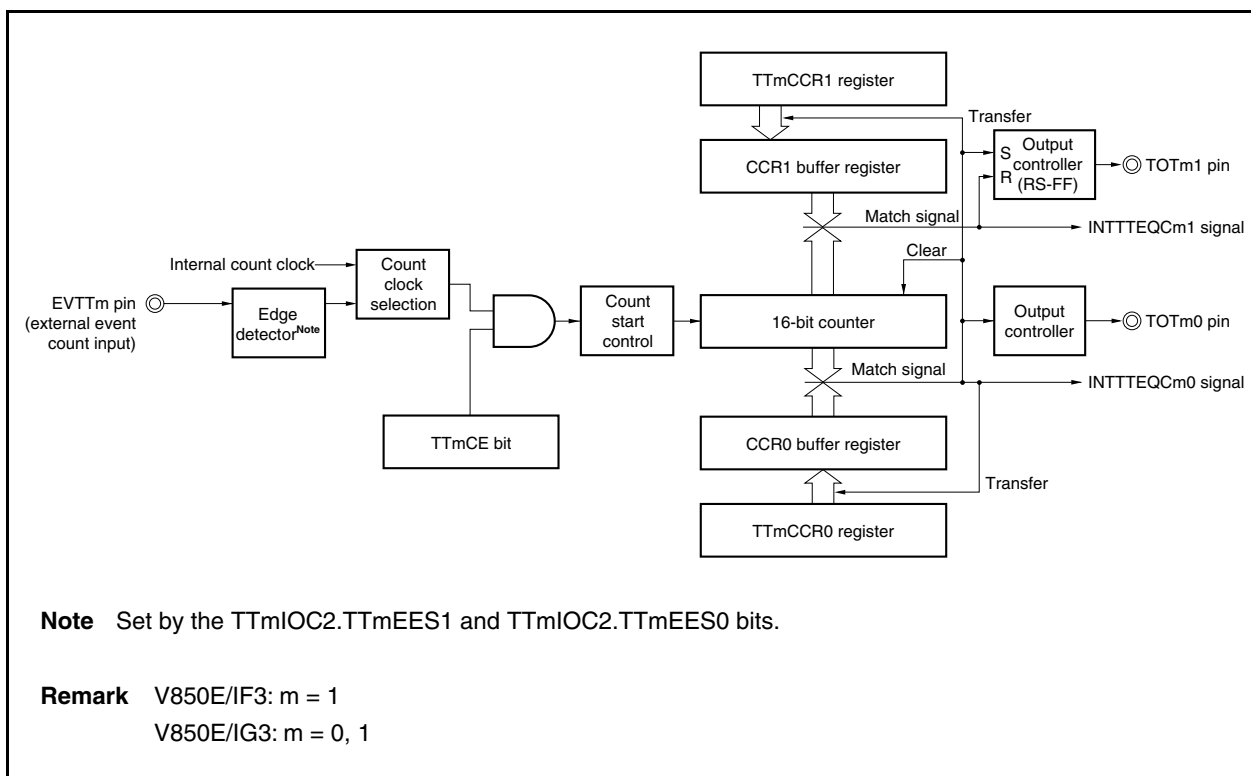 TTmCCR1 register
Transfer
CCR1 buffer register
S
R
Output
controller
(RS-FF)
TOTm1 pin
Match signal
INTTTEQCm1 signal
Clear
Internal count clock
Count
clock
selection
EVTTm pin
(external event
count input)
Edge
detectorNote
Count
start
control
16-bit counter
Output
controller
TOTm0 pin
Match signal
INTTTEQCm0 signal
TTmCE bit
CCR0 buffer register
Transfer
TTmCCR0 register
Note Set by the TTmIOC2.TTmEES1 and TTmIOC2.TTmEES0 bits.
Remark V850E/IF3: m = 1
V850E/IG3: m = 0, 1